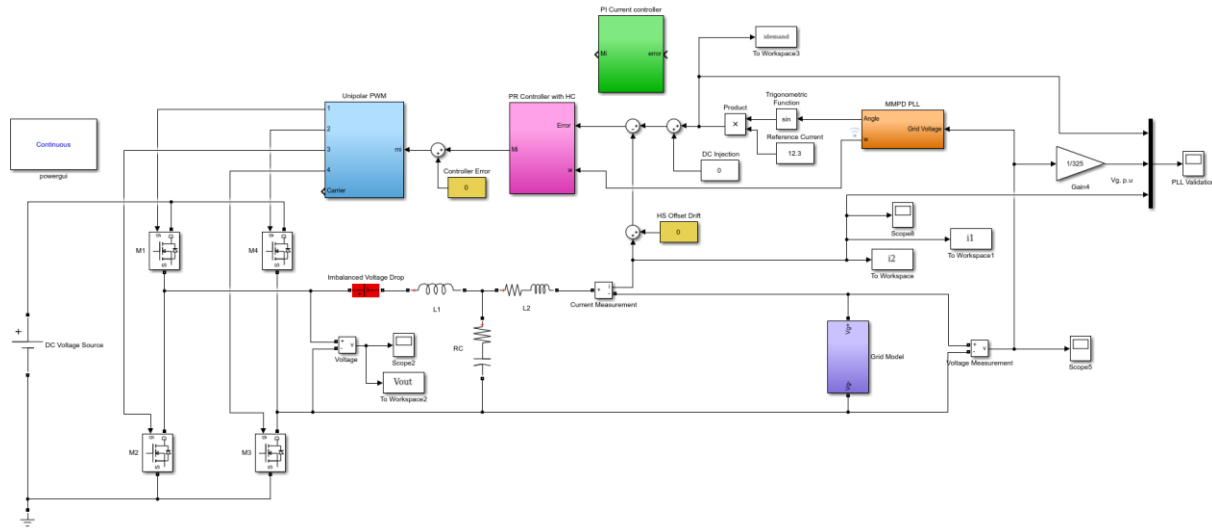 PI Current controller
Mi
error
idemand
To Workspace3
Unipolar PWM
1
2
3
4
mi
Carrier
PR Controller with HC
Error
Mi
w
Product
×
Trigonometric
Function
sin
Reference Current
12.3
MMPD PLL
Angle
Grid Voltage
w
Continuous
powergui
Controller Error
0
DC Injection
0
1/325
Gain4
Vg. p.u
PLL Validation
HS Offset Drift
0
Scope8
i1
To Workspace1
i2
To Workspace
M1
M4
Imbalanced Voltage Drop
L1
L2
Current Measurement
DC Voltage Source
Voltage
Scope2
RC
Vout
To Workspace2
Vg+
Grid Model
Vg-
Voltage Measurement
Scope5
M2
M3